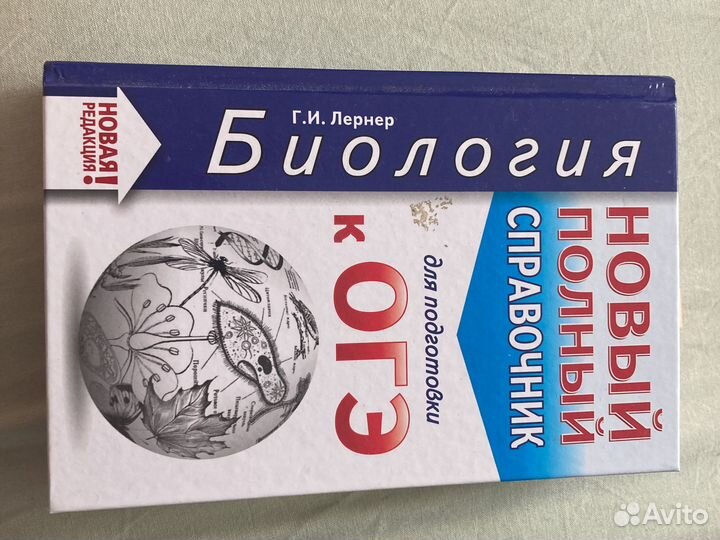 Г.И. Лернер
Биология
НОВЫЙ
ПОЛНЫЙ
СПРАВОЧНИК
для подготовки
к ОГЭ
НОВАЯ
РЕДАКЦИЯ!
Avito